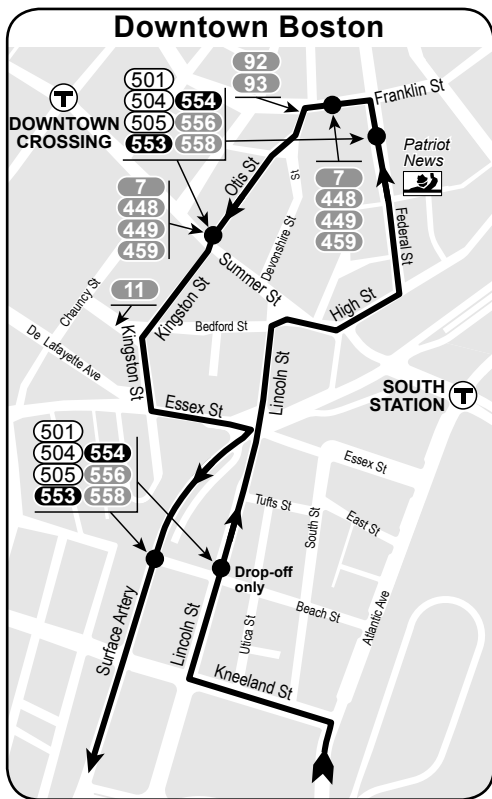 Downtown Boston
501
504 554
505 556
553 558
92
93
Franklin St
T
DOWNTOWN
CROSSING
Patriot
News
7
448
449
459
Otis St
St
7
448
449
459
Devonshire St
Federal St
Summer St
11
Chauncy St
Kingston St
Bedford St
High St
De Lafayette Ave
Kingston St
Lincoln St
SOUTH
STATION
T
Essex St
501
504 554
505 556
553 558
Essex St
Tufts St
South St
East St
Drop-off
only
Beach St
Atlantic Ave
Surface Artery
Lincoln St
Utica St
Kneeland St